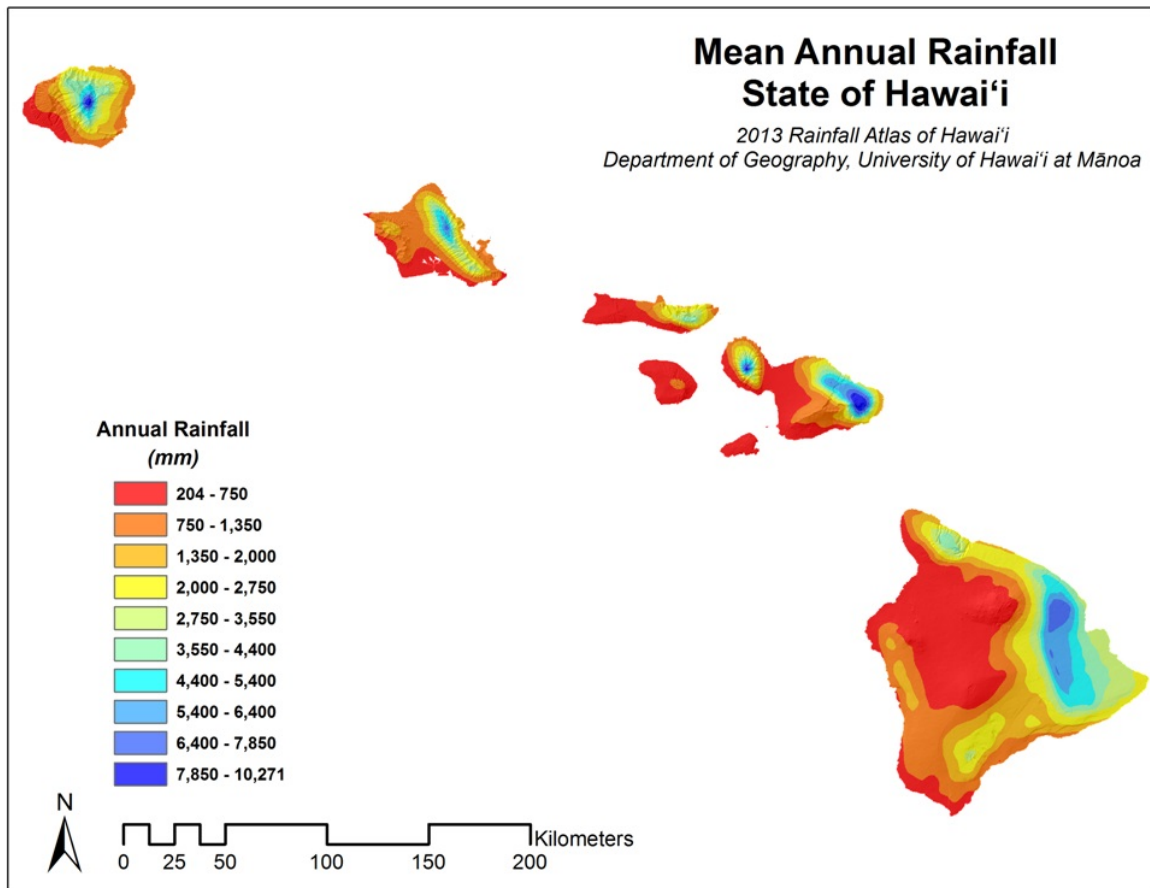 Mean Annual Rainfall
State of Hawaiʻi
2013 Rainfall Atlas of Hawaiʻi
Department of Geography, University of Hawaiʻi at Mānoa
Annual Rainfall
(mm)
204 - 750
750 - 1,350
1,350 - 2,000
2,000 - 2,750
2,750 - 3,550
3,550 - 4,400
4,400 - 5,400
5,400 - 6,400
6,400 - 7,850
7,850 - 10,271
N
Kilometers
0 25 50 100 150 200